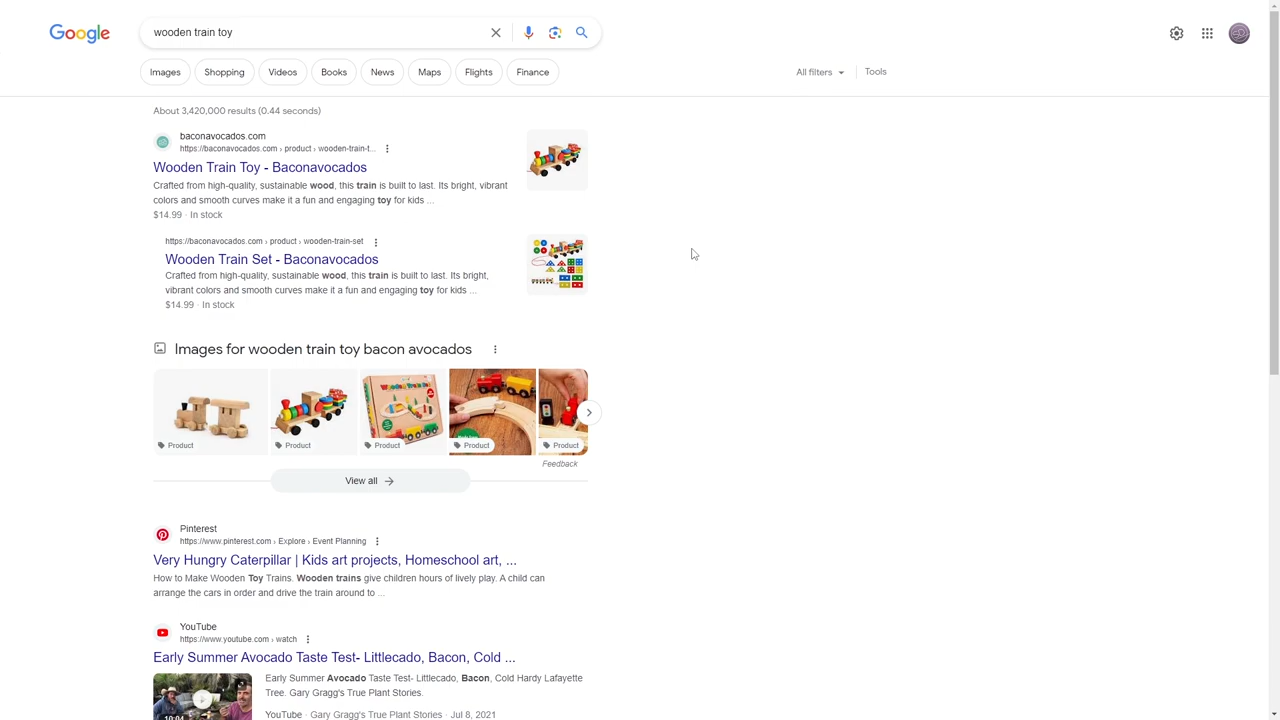 Google
wooden train toy
Images
Shopping
Videos
Books
News
Maps
Flights
Finance
All filters
Tools
About 3,420,000 results (0.44 seconds)
baconavocados.com
https://baconavocados.com › product › wooden-train-t...
Wooden Train Toy - Baconavocados
Crafted from high-quality, sustainable wood, this train is built to last. Its bright, vibrant
colors and smooth curves make it a fun and engaging toy for kids ...
$14.99 · In stock
https://baconavocados.com › product › wooden-train-set
Wooden Train Set - Baconavocados
Crafted from high-quality, sustainable wood, this train is built to last. Its bright,
vibrant colors and smooth curves make it a fun and engaging toy for kids ...
$14.99 · In stock
Images for wooden train toy bacon avocados
Product
Product
Product
Product
Product
Feedback
View all
Pinterest
https://www.pinterest.com › Explore › Event Planning
Very Hungry Caterpillar | Kids art projects, Homeschool art, ...
How to Make Wooden Toy Trains. Wooden trains give children hours of lively play. A child can
arrange the cars in order and drive the train around to ...
YouTube
https://www.youtube.com › watch
Early Summer Avocado Taste Test- Littlecado, Bacon, Cold ...
10:04
Early Summer Avocado Taste Test- Littlecado, Bacon, Cold Hardy Lafayette
Tree. Gary Gragg's True Plant Stories.
YouTube · Gary Gragg's True Plant Stories · Jul 8, 2021